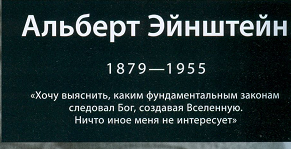 Альберт Эйнштейн
1879—1955
«Хочу выяснить, каким фундаментальным законам
следовал Бог, создавая Вселенную.
Ничто иное меня не интересует»